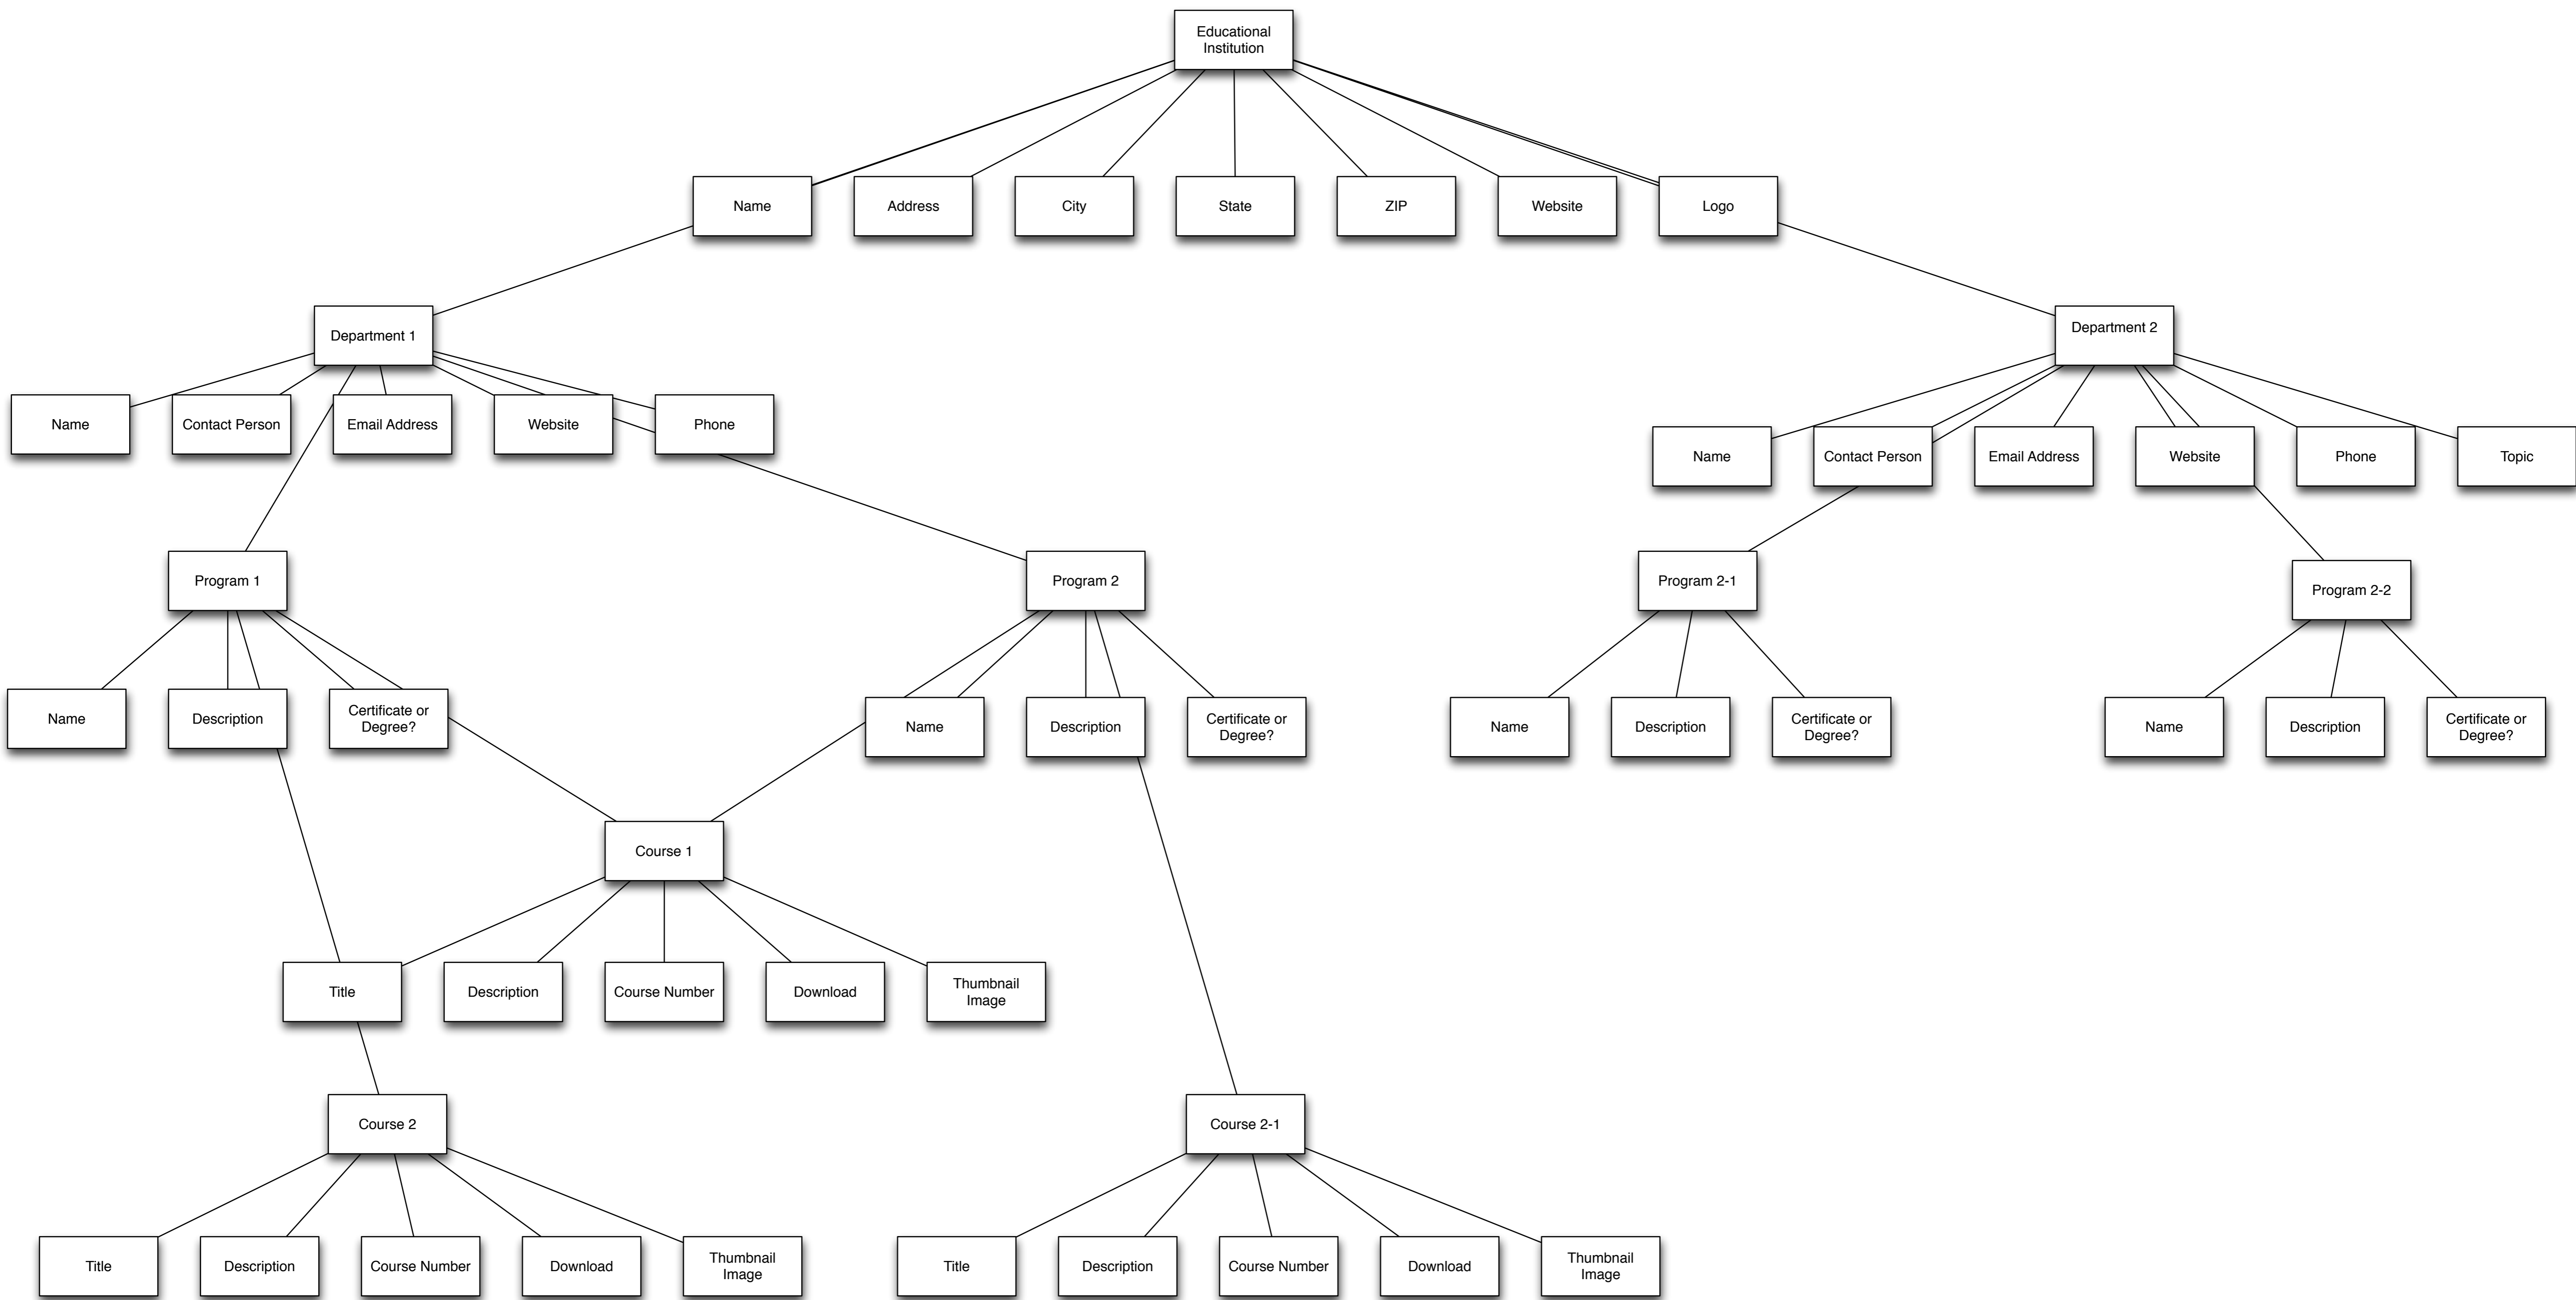 Educational
Institution
Name
Address
City
State
ZIP
Website
Logo
Department 1
Department 2
Name
Contact Person
Email Address
Website
Phone
Name
Contact Person
Email Address
Website
Phone
Topic
Program 1
Program 2
Program 2-1
Program 2-2
Name
Description
Certificate or
Degree?
Name
Description
Certificate or
Degree?
Name
Description
Certificate or
Degree?
Name
Description
Certificate or
Degree?
Course 1
Title
Description
Course Number
Download
Thumbnail
Image
Course 2
Course 2-1
Title
Description
Course Number
Download
Thumbnail
Image
Title
Description
Course Number
Download
Thumbnail
Image